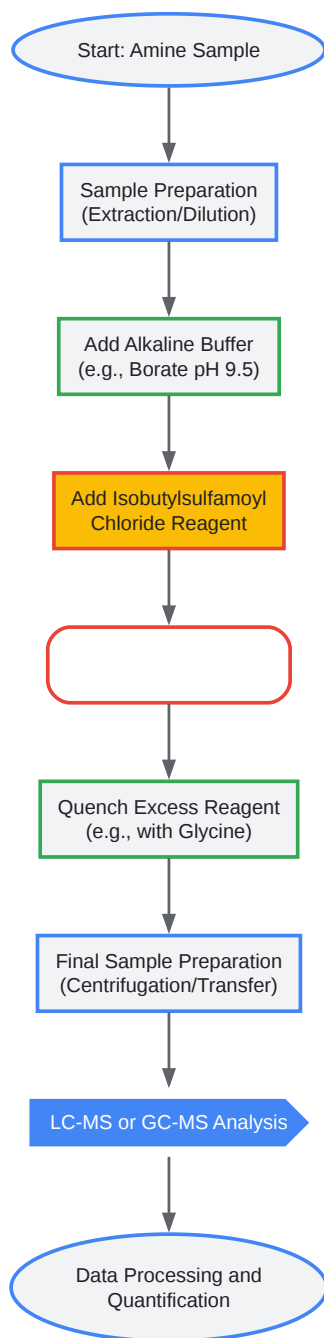 Start: Amine Sample
Sample Preparation
(Extraction/Dilution)
Add Alkaline Buffer
(e.g., Borate pH 9.5)
Add Isobutylsulfamoyl
Chloride Reagent
Quench Excess Reagent
(e.g., with Glycine)
Final Sample Preparation
(Centrifugation/Transfer)
LC-MS or GC-MS Analysis
Data Processing and
Quantification